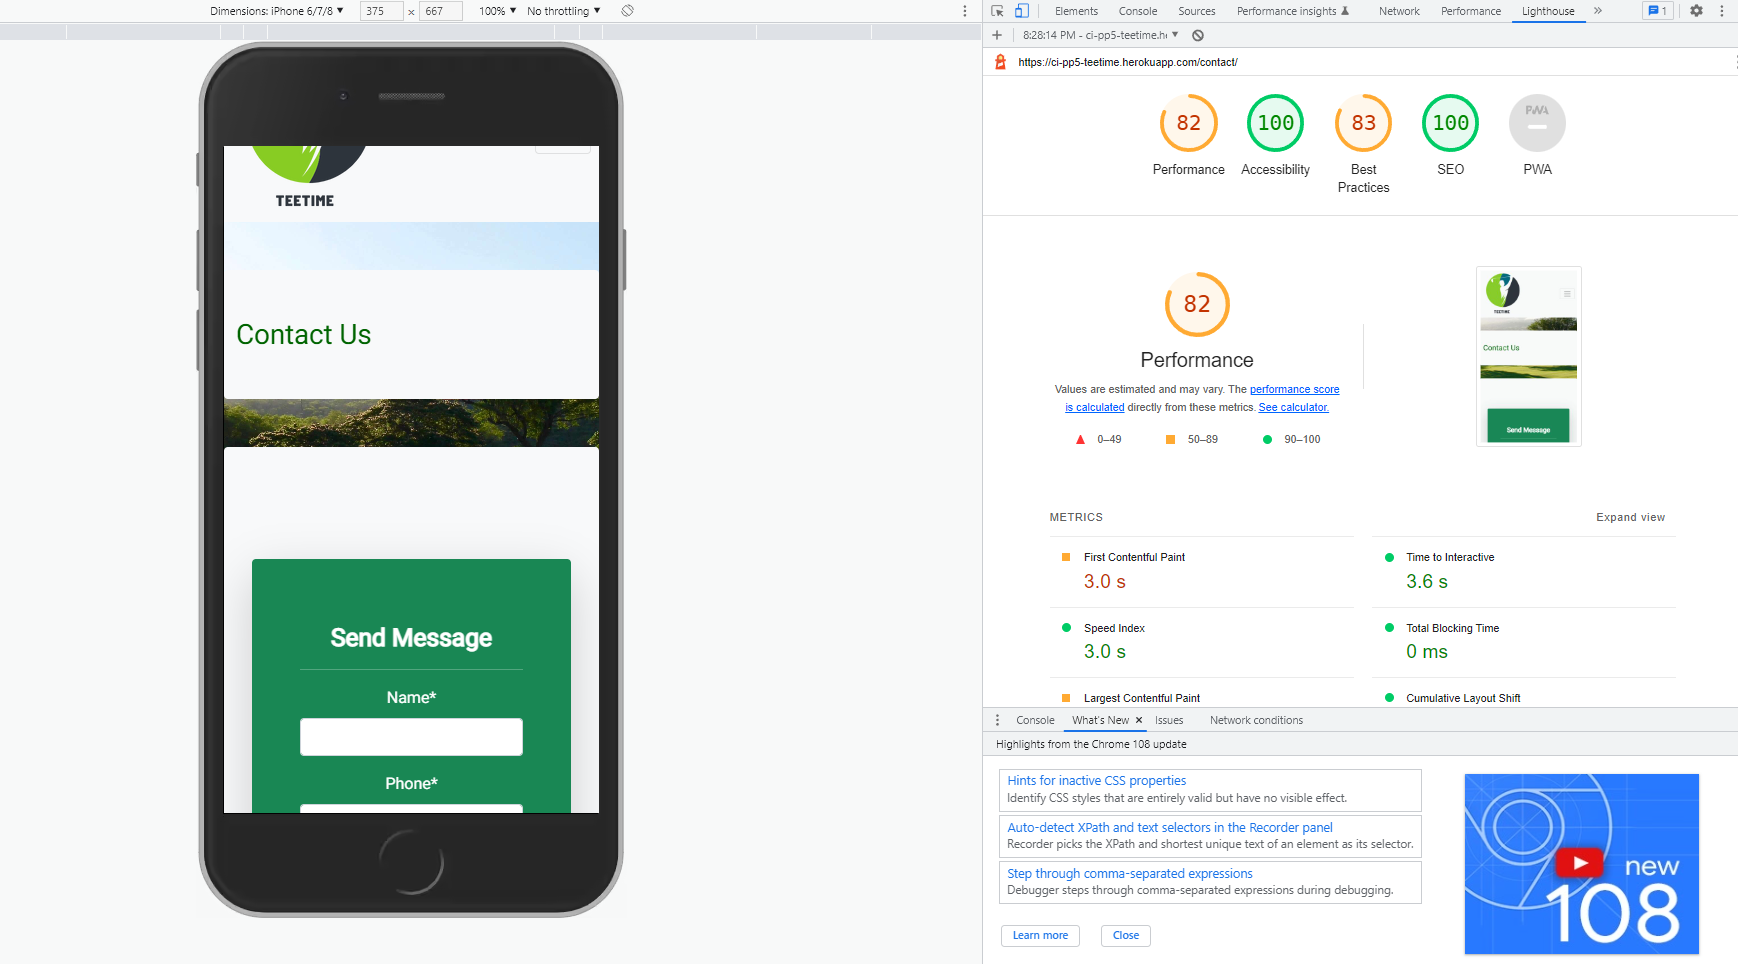 Dimensions: iPhone 6/7/8 ▼ 375 × 667 100% ▼ No throttling ▼
TEETIME
Contact Us
Send Message
Name*
Phone*
Elements Console Sources Performance insights Network Performance Lighthouse » 1
+ 8:28:14 PM - ci-pp5-teetime.he ▼
https://ci-pp5-teetime.herokuapp.com/contact/
82 100 83 100 PWA
Performance Accessibility Best Practices SEO PWA
82
Performance
Values are estimated and may vary. The performance score
is calculated directly from these metrics. See calculator.
0–49 50–89 90–100
TEETIME
Contact Us
Send Message
METRICS Expand view
First Contentful Paint
3.0 s
Time to Interactive
3.6 s
Speed Index
3.0 s
Total Blocking Time
0 ms
Largest Contentful Paint
Cumulative Layout Shift
Console What's New × Issues Network conditions
Highlights from the Chrome 108 update
Hints for inactive CSS properties
Identify CSS styles that are entirely valid but have no visible effect.
Auto-detect XPath and text selectors in the Recorder panel
Recorder picks the XPath and shortest unique text of an element as its selector.
Step through comma-separated expressions
Debugger steps through comma-separated expressions during debugging.
Learn more Close
new
108